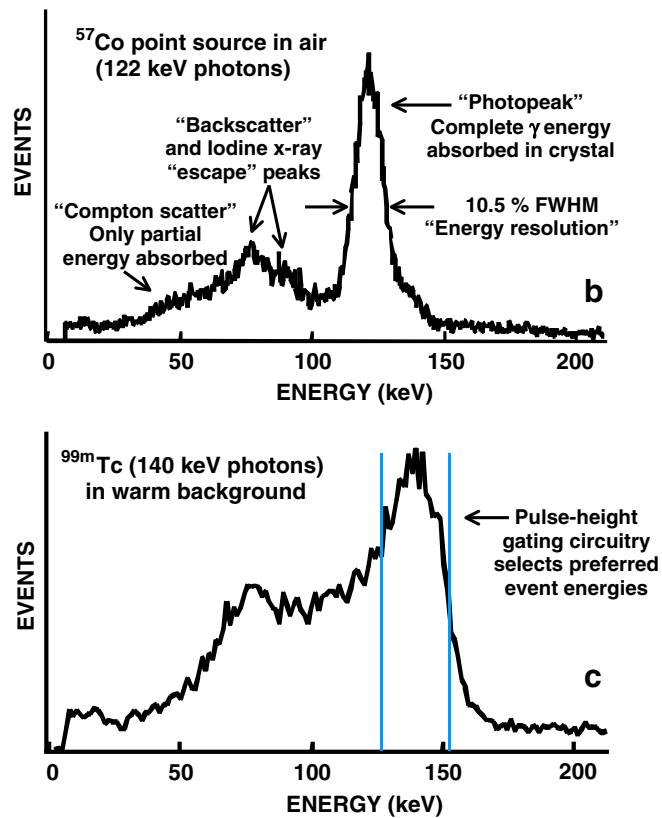 ⁵⁷Co point source in air
(122 keV photons)
"Photopeak"
Complete γ energy
absorbed in crystal
"Backscatter"
and Iodine x-ray
"escape" peaks
10.5 % FWHM
"Energy resolution"
"Compton scatter"
Only partial
energy absorbed
b
EVENTS
0 50 100 150 200
ENERGY (keV)
⁹⁹ᵐTc (140 keV photons)
in warm background
Pulse-height
gating circuitry
selects preferred
event energies
c
EVENTS
0 50 100 150 200
ENERGY (keV)